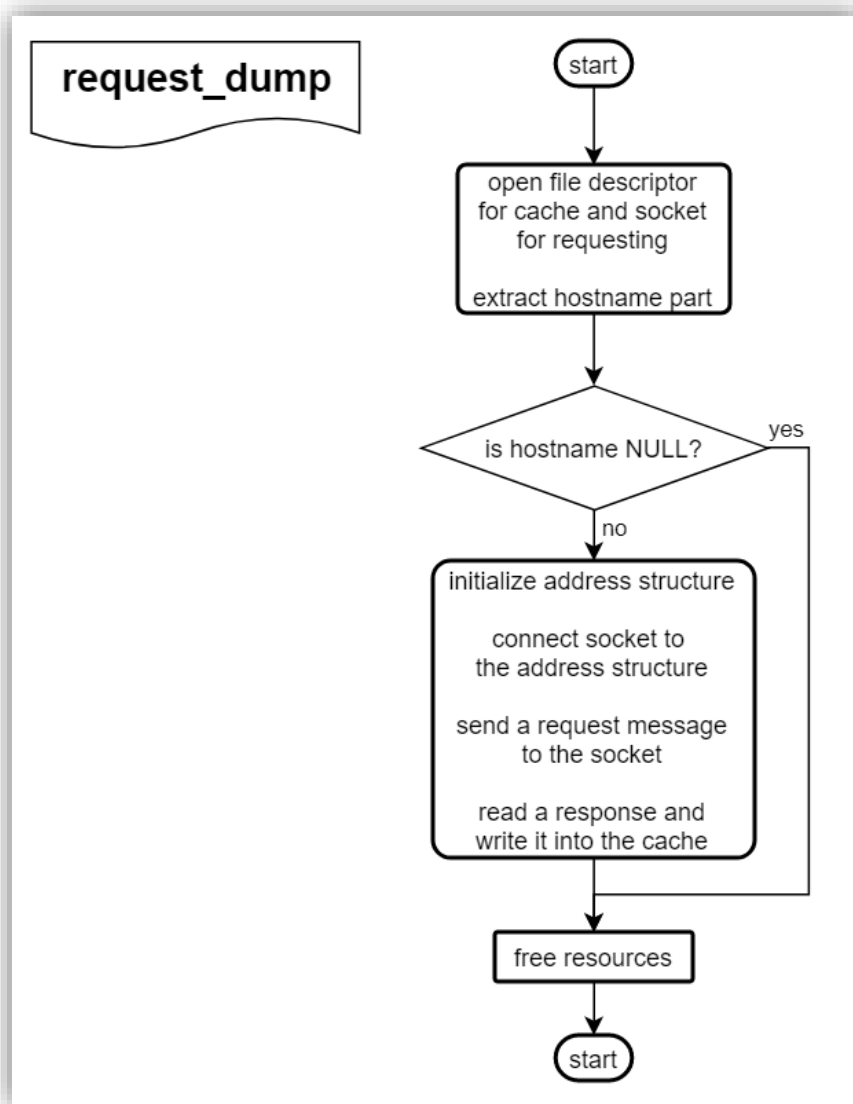 request_dump
start
open file descriptor
for cache and socket
for requesting
extract hostname part
is hostname NULL?
yes
no
initialize address structure
connect socket to
the address structure
send a request message
to the socket
read a response and
write it into the cache
free resources
start